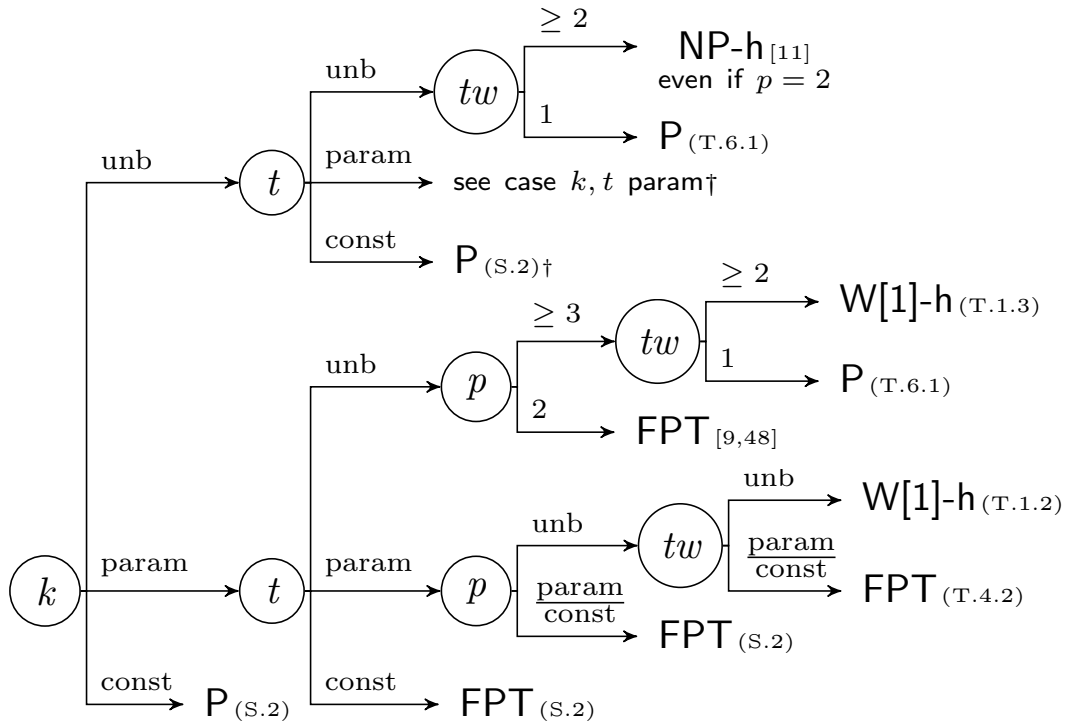 ≥ 2
NP-h [11]
even if p = 2
unb
tw
1
P (T.6.1)
unb
t
param
see case k, t param†
const
P (S.2)†
≥ 2
W[1]-h (T.1.3)
≥ 3
tw
1
P (T.6.1)
unb
p
2
FPT [9,48]
unb
W[1]-h (T.1.2)
unb
tw
param
const
FPT (T.4.2)
k
param
t
param
p
param
const
FPT (S.2)
const
P (S.2)
const
FPT (S.2)